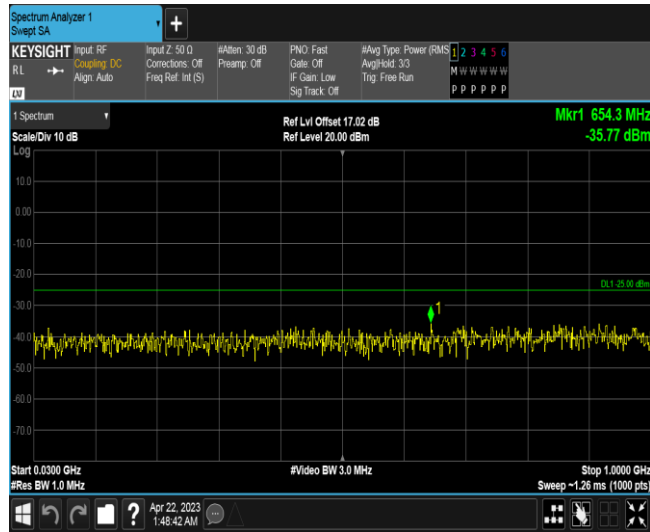 Spectrum Analyzer 1
Swept SA
KEYSIGHT
RL
LXI
Input: RF
Coupling: DC
Align: Auto
Input Z: 50 Ω
Corrections: Off
Freq Ref: Int (S)
#Atten: 30 dB
Preamp: Off
PNO: Fast
Gate: Off
IF Gain: Low
Sig Track: Off
#Avg Type: Power (RMS
Avg|Hold: 3/3
Trig: Free Run
1 2 3 4 5 6
M W W W W W
P P P P P P
1 Spectrum
Scale/Div 10 dB
Log
Ref Lvl Offset 17.02 dB
Ref Level 20.00 dBm
Mkr1 654.3 MHz
-35.77 dBm
10.0
0.00
-10.0
-20.0
DL1 -25.00 dBm
-30.0
1
-40.0
-50.0
-60.0
-70.0
Start 0.0300 GHz
#Res BW 1.0 MHz
#Video BW 3.0 MHz
Stop 1.0000 GHz
Sweep ~1.26 ms (1000 pts)
?
Apr 22, 2023
1:48:42 AM